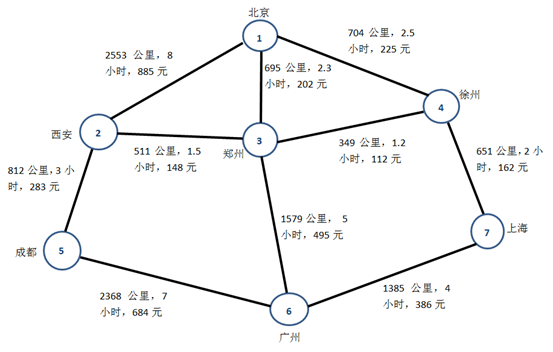 北京
1
704 公里，2.5
小时，225 元
2553 公里，8
小时，885 元
695 公里，2.3
小时，202 元
4
徐州
西安
2
511 公里，1.5
小时，148 元
郑州
3
349 公里，1.2
小时，112 元
651 公里，2 小
时，162 元
812 公里，3 小
时，283 元
1579 公里， 5
小时，495 元
7
上海
成都
5
2368 公里，7
小时，684 元
1385 公里，4
小时，386 元
6
广州